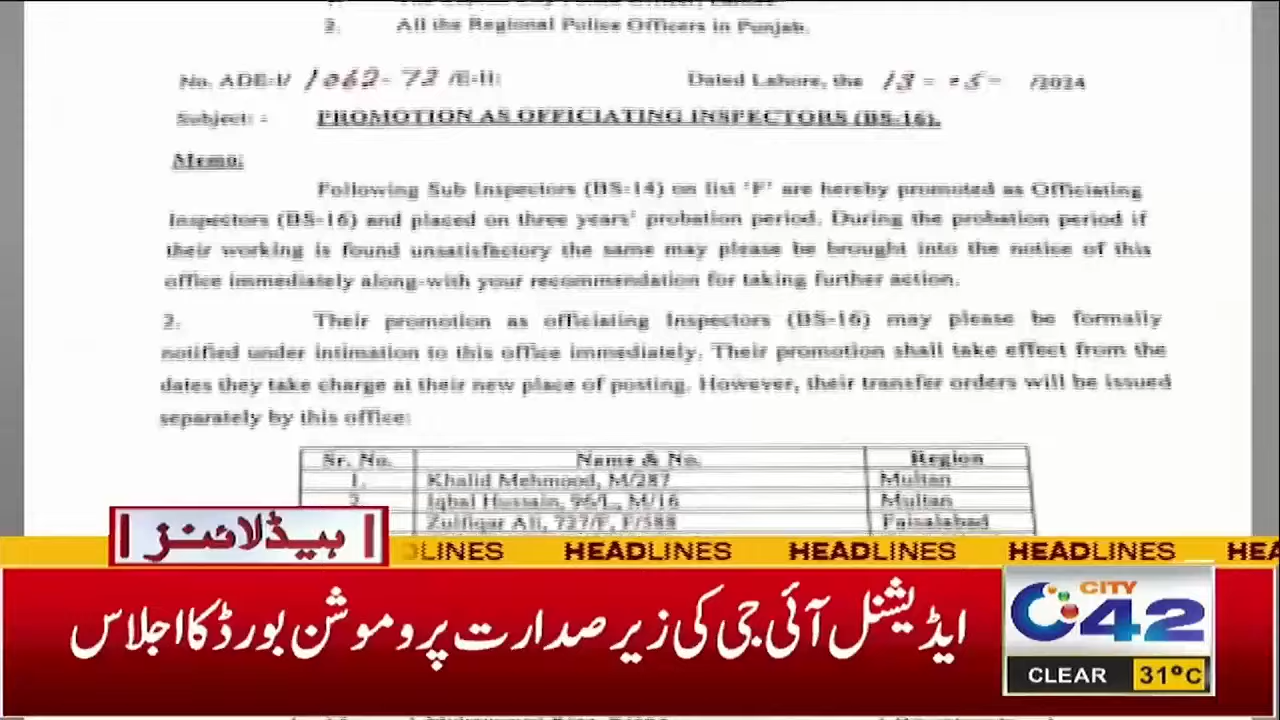 2. All the Regional Police Officers in Punjab.
No. ADE-I/ 1062-73 /E-II: Dated Lahore, the 13 - 05 - /2024
Subject: - PROMOTION AS OFFICIATING INSPECTORS (BS-16).
Memo.
Following Sub Inspectors (BS-14) on list 'F' are hereby promoted as Officiating
Inspectors (BS-16) and placed on three years' probation period. During the probation period if
their working is found unsatisfactory the same may please be brought into the notice of this
office immediately along-with your recommendation for taking further action.
2. Their promotion as officiating Inspectors (BS-16) may please be formally
notified under intimation to this office immediately. Their promotion shall take effect from the
dates they take charge at their new place of posting. However, their transfer orders will be issued
separately by this office:
Sr. No. Name & No. Region
1. Khalid Mehmood, M/287 Multan
2. Iqbal Hussain, 96/L, M/16 Multan
Zulfiqar Ali, 727/F, F/588 Faisalabad
ہیڈلائنز
DLINES HEADLINES HEADLINES HEADLINES HEA
ایڈیشنل آئی جی کی زیر صدارت پروموشن بورڈ کا اجلاس
CITY
42
CLEAR 31°C